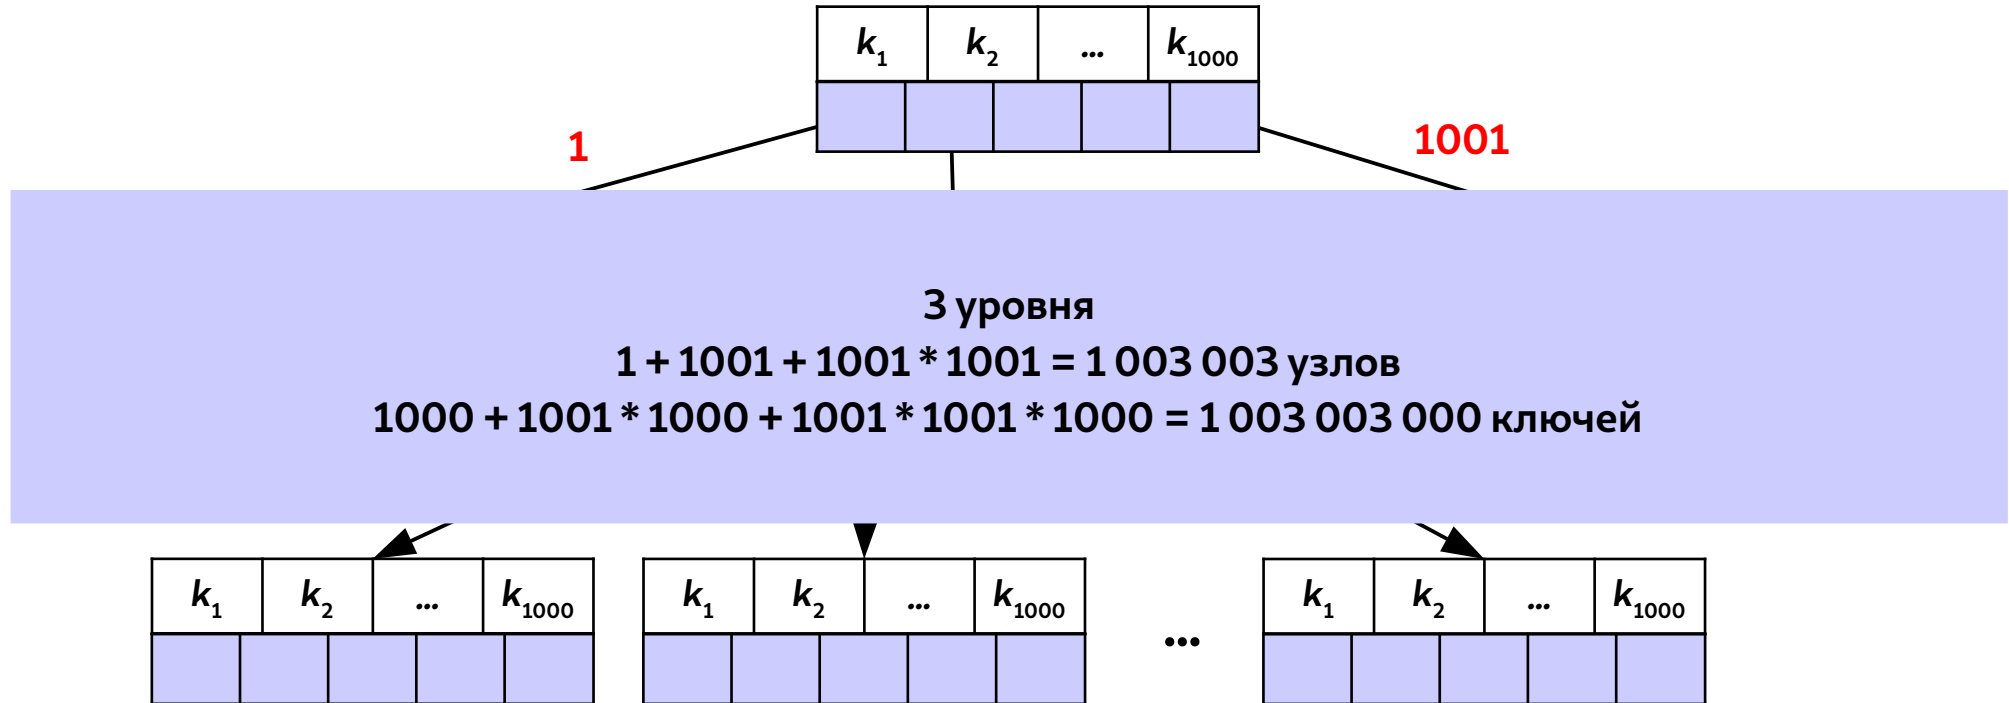 k₁ k₂ ... k₁₀₀₀
1 1001
3 уровня
1 + 1001 + 1001 * 1001 = 1 003 003 узлов
1000 + 1001 * 1000 + 1001 * 1001 * 1000 = 1 003 003 000 ключей
k₁ k₂ ... k₁₀₀₀ k₁ k₂ ... k₁₀₀₀ k₁ k₂ ... k₁₀₀₀
...